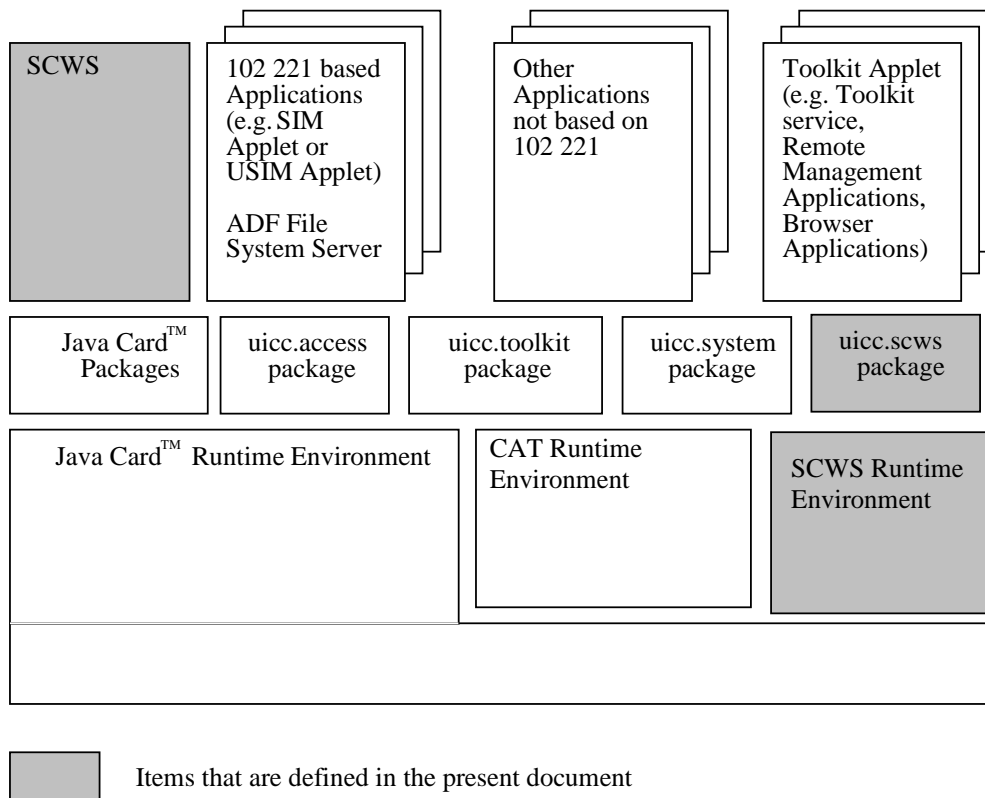 SCWS
102 221 based
Applications
(e.g. SIM
Applet or
USIM Applet)
ADF File
System Server
Other
Applications
not based on
102 221
Toolkit Applet
(e.g. Toolkit
service,
Remote
Management
Applications,
Browser
Applications)
Java Card™
Packages
uicc.access
package
uicc.toolkit
package
uicc.system
package
uicc.scws
package
Java Card™ Runtime Environment
CAT Runtime
Environment
SCWS Runtime
Environment
Items that are defined in the present document